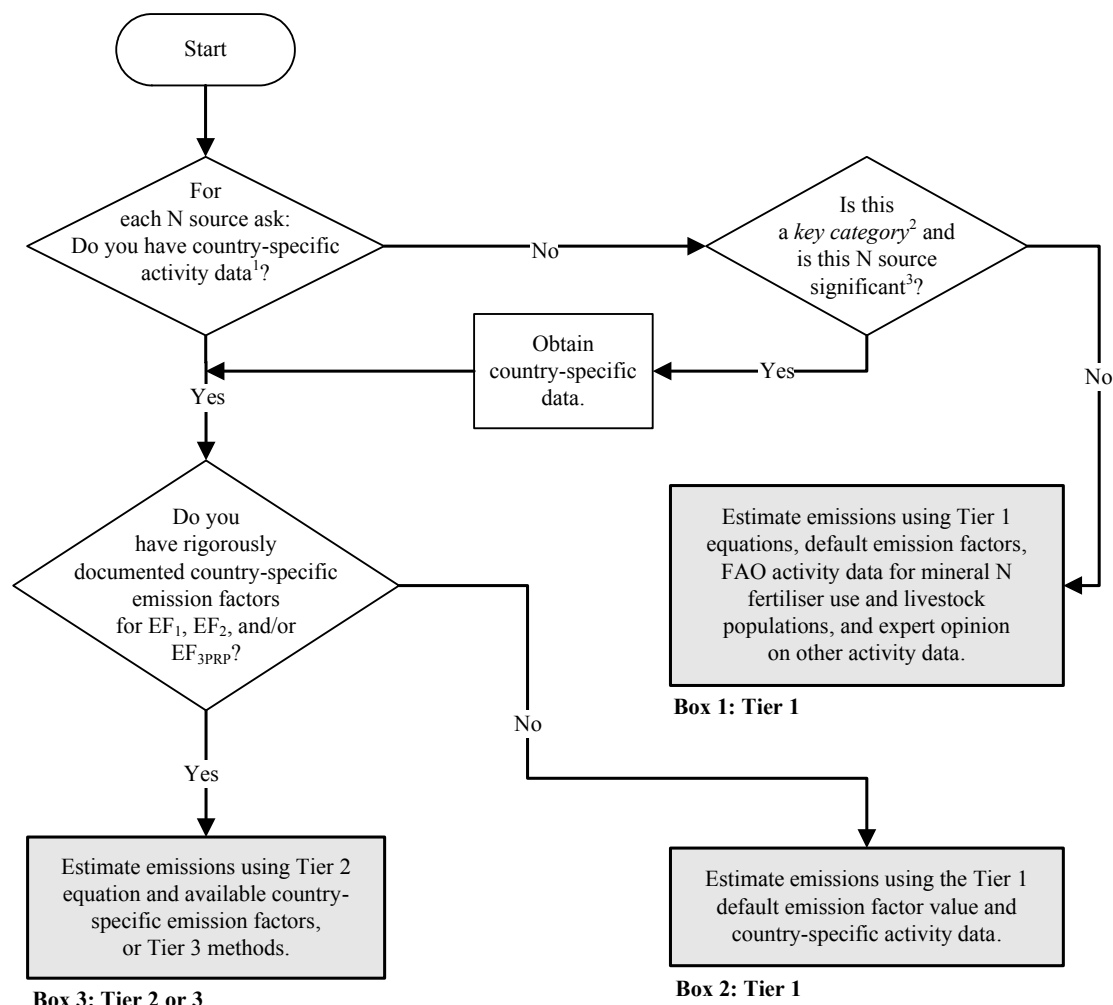 Start
For
each N source ask:
Do you have country-specific
activity data¹?
No
Is this
a key category² and
is this N source
significant³?
Obtain
country-specific
data.
Yes
No
Yes
Do you
have rigorously
documented country-specific
emission factors
for EF₁, EF₂, and/or
EF₃PRP?
Estimate emissions using Tier 1
equations, default emission factors,
FAO activity data for mineral N
fertiliser use and livestock
populations, and expert opinion
on other activity data.
Box 1: Tier 1
No
Yes
Estimate emissions using Tier 2
equation and available country-
specific emission factors,
or Tier 3 methods.
Box 3: Tier 2 or 3
Estimate emissions using the Tier 1
default emission factor value and
country-specific activity data.
Box 2: Tier 1